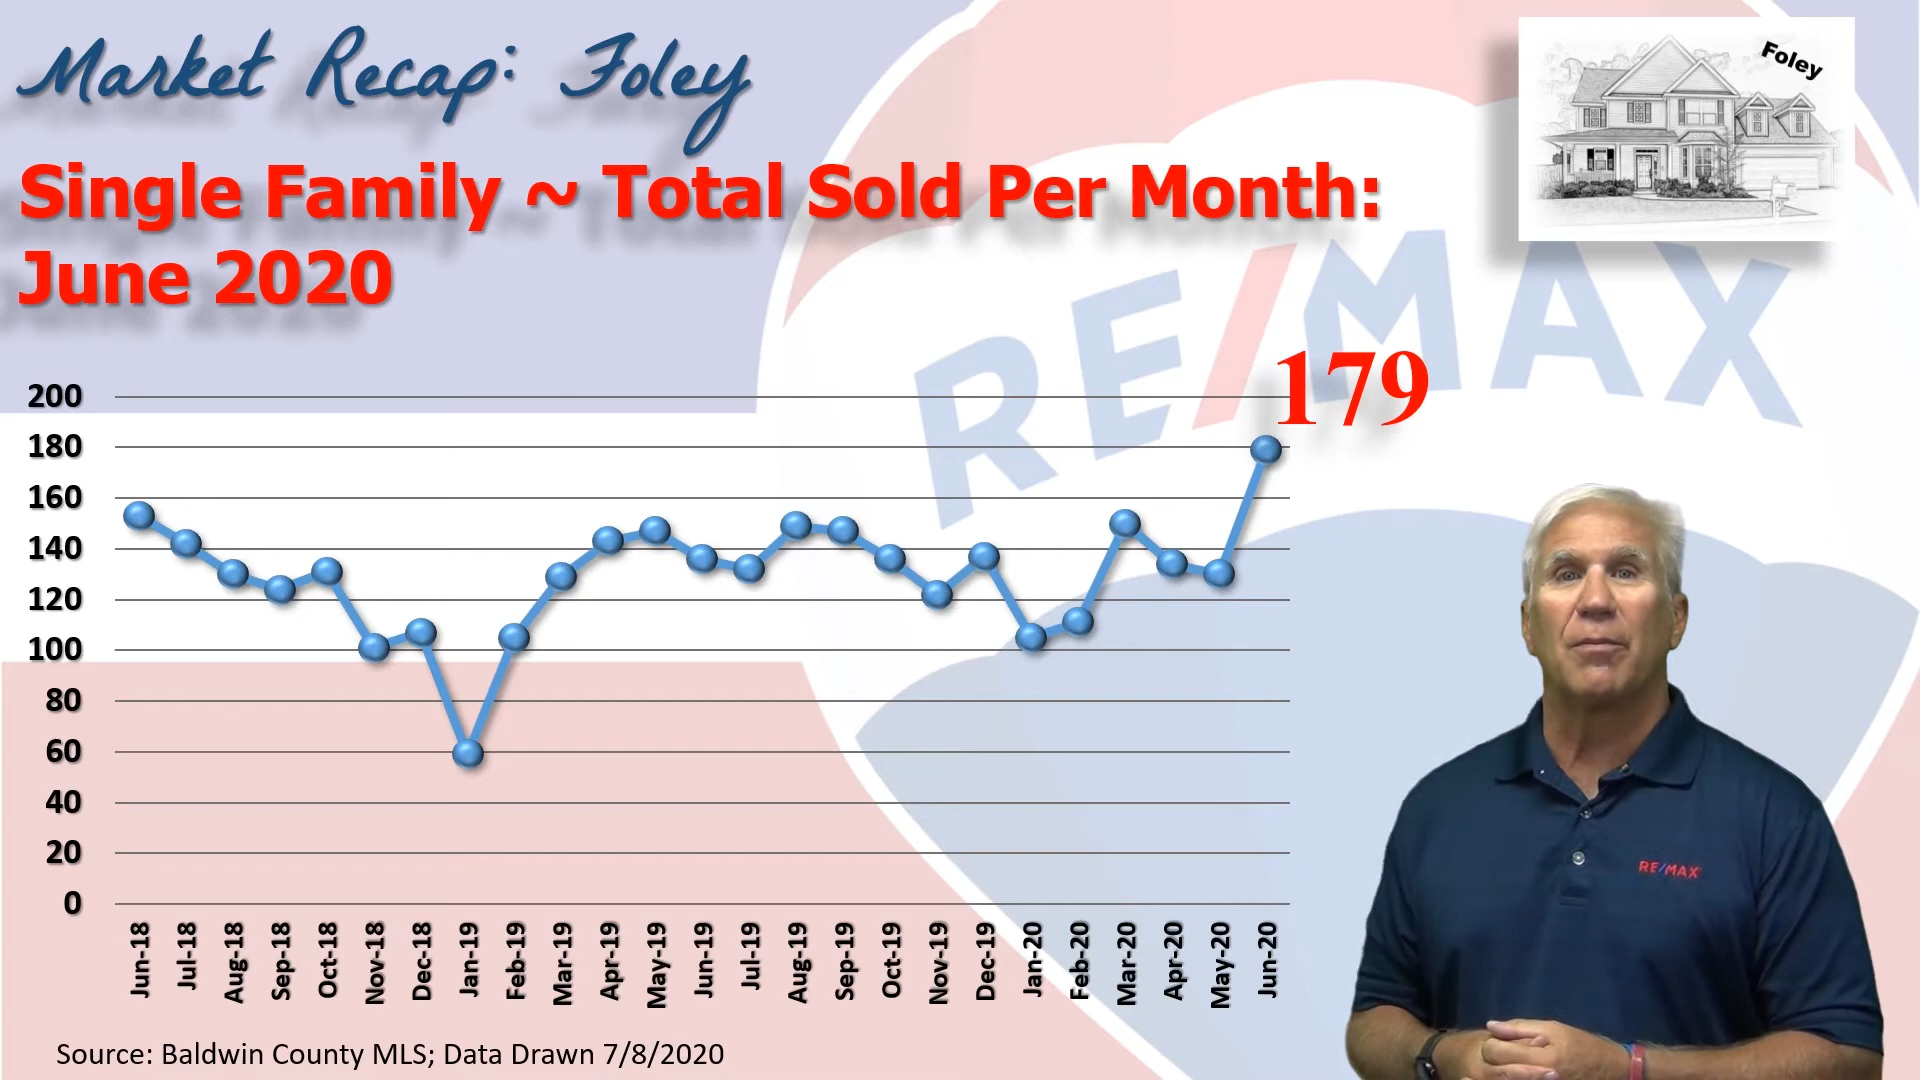 Market Recap: Foley
Foley
Single Family ~ Total Sold Per Month:
June 2020
RE/MAX
179
200
180
160
140
120
100
80
60
40
20
0
RE/MAX
Jun-18
Jul-18
Aug-18
Sep-18
Oct-18
Nov-18
Dec-18
Jan-19
Feb-19
Mar-19
Apr-19
May-19
Jun-19
Jul-19
Aug-19
Sep-19
Oct-19
Nov-19
Dec-19
Jan-20
Feb-20
Mar-20
Apr-20
May-20
Jun-20
Source: Baldwin County MLS; Data Drawn 7/8/2020